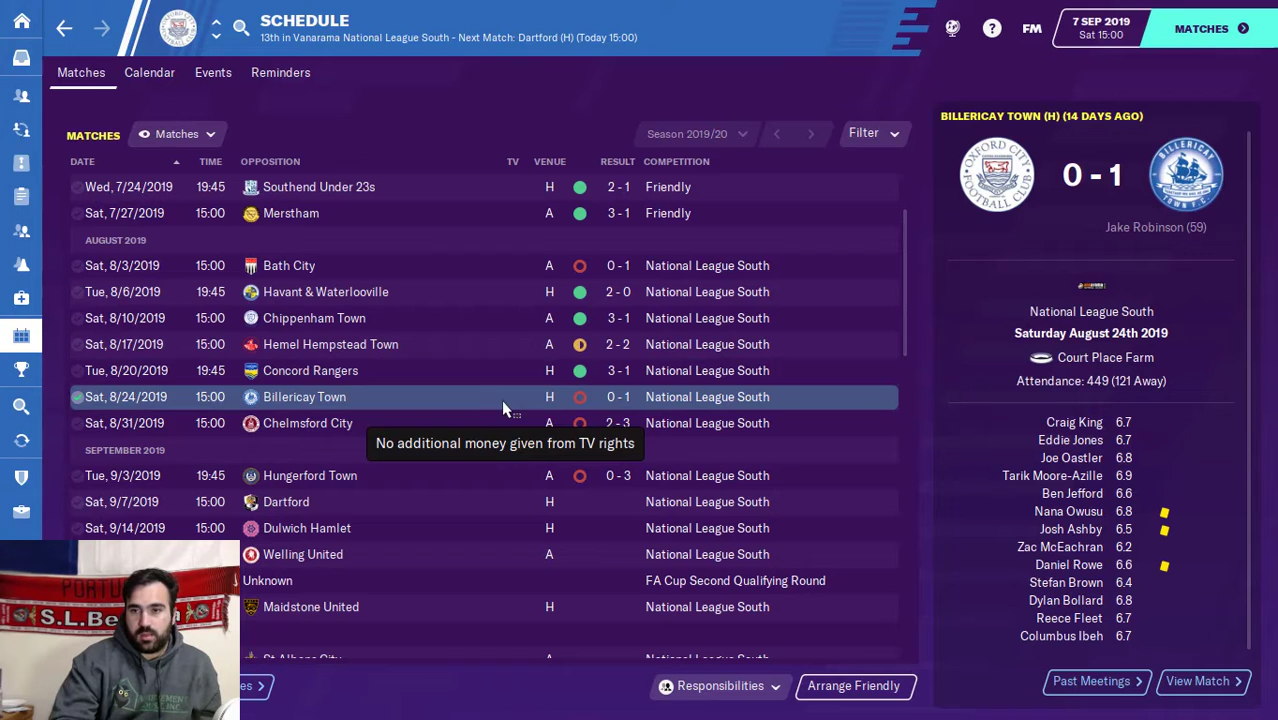 SCHEDULE
13th in Vanarama National League South - Next Match: Dartford (H) (Today 15:00)
FM
7 SEP 2019
Sat 15:00
MATCHES
Matches Calendar Events Reminders
MATCHES Matches Season 2019/20 Filter
DATE TIME OPPOSITION TV VENUE RESULT COMPETITION
Wed, 7/24/2019 19:45 Southend Under 23s H 2 - 1 Friendly
Sat, 7/27/2019 15:00 Merstham A 3 - 1 Friendly
AUGUST 2019
Sat, 8/3/2019 15:00 Bath City A 0 - 1 National League South
Tue, 8/6/2019 19:45 Havant & Waterlooville H 2 - 0 National League South
Sat, 8/10/2019 15:00 Chippenham Town A 3 - 1 National League South
Sat, 8/17/2019 15:00 Hemel Hempstead Town A 2 - 2 National League South
Tue, 8/20/2019 19:45 Concord Rangers H 3 - 1 National League South
Sat, 8/24/2019 15:00 Billericay Town H 0 - 1 National League South
Sat, 8/31/2019 15:00 Chelmsford City A 2 - 3 National League South
No additional money given from TV rights
SEPTEMBER 2019
Tue, 9/3/2019 19:45 Hungerford Town A 0 - 3 National League South
Sat, 9/7/2019 15:00 Dartford H National League South
Sat, 9/14/2019 15:00 Dulwich Hamlet H National League South
Welling United A National League South
Unknown FA Cup Second Qualifying Round
Maidstone United H National League South
St Albans City A National League South
Responsibilities Arrange Friendly
BILLERICAY TOWN (H) (14 DAYS AGO)
OXFORD CITY
FOOTBALL CLUB
0 - 1
BILLERICAY
TOWN F.C.
Jake Robinson (59)
National League South
Saturday August 24th 2019
Court Place Farm
Attendance: 449 (121 Away)
Craig King 6.7
Eddie Jones 6.7
Joe Oastler 6.8
Tarik Moore-Azille 6.9
Ben Jefford 6.6
Nana Owusu 6.8
Josh Ashby 6.5
Zac McEachran 6.2
Daniel Rowe 6.6
Stefan Brown 6.4
Dylan Bollard 6.8
Reece Fleet 6.7
Columbus Ibeh 6.7
Past Meetings View Match
S.L.Be